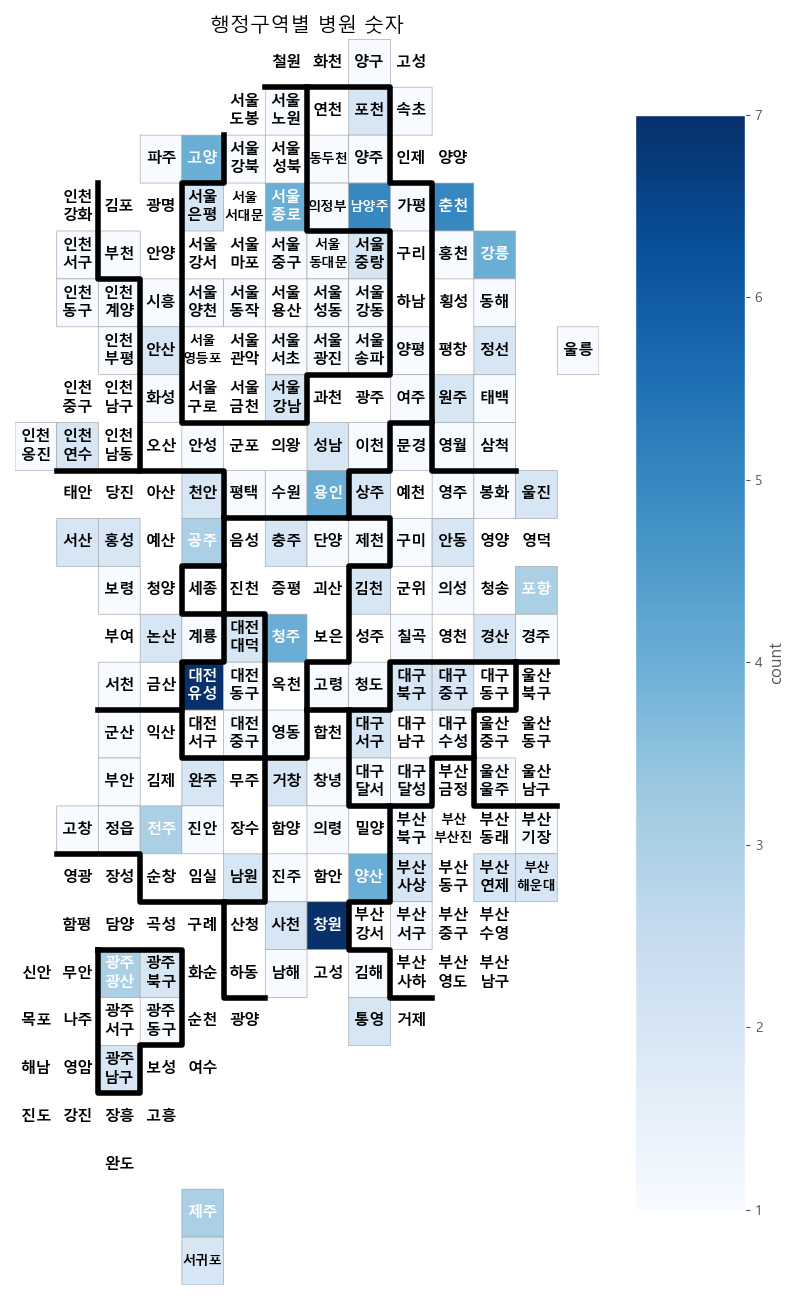 행정구역별 병원 숫자
철원 화천 양구 고성
서울 서울
도봉 노원 연천 포천 속초
파주 고양 서울 서울 동두천 양주 인제 양양
강북 성북
인천 김포 광명 서울 서울 서울 의정부 남양주 가평 춘천
강화 은평 서대문 종로
인천 부천 안양 서울 서울 서울 서울 서울 구리 홍천 강릉
서구 강서 마포 중구 동대문 중랑
인천 인천 시흥 서울 서울 서울 서울 서울 하남 횡성 동해
동구 계양 양천 동작 용산 성동 강동
인천 안산 서울 서울 서울 서울 서울 양평 평창 정선 울릉
부평 영등포 관악 서초 광진 송파
인천 인천 화성 서울 서울 서울 과천 광주 여주 원주 태백
중구 남구 구로 금천 강남
인천 인천 인천 오산 안성 군포 의왕 성남 이천 문경 영월 삼척
옹진 연수 남동
태안 당진 아산 천안 평택 수원 용인 상주 예천 영주 봉화 울진
서산 홍성 예산 공주 음성 충주 단양 제천 구미 안동 영양 영덕
보령 청양 세종 진천 증평 괴산 김천 군위 의성 청송 포항
부여 논산 계룡 대전 청주 보은 성주 칠곡 영천 경산 경주
대덕
서천 금산 대전 대전 옥천 고령 청도 대구 대구 대구 울산
유성 동구 북구 중구 동구 북구
군산 익산 대전 대전 영동 합천 대구 대구 대구 울산 울산
서구 중구 서구 남구 수성 중구 동구
부안 김제 완주 무주 거창 창녕 대구 대구 부산 울산 울산
달서 달성 금정 울주 남구
고창 정읍 전주 진안 장수 함양 의령 밀양 부산 부산 부산 부산
북구 부산진 동래 기장
영광 장성 순창 임실 남원 진주 함안 양산 부산 부산 부산 부산
사상 동구 연제 해운대
함평 담양 곡성 구례 산청 사천 창원 부산 부산 부산 부산
강서 서구 중구 수영
신안 무안 광주 광주 화순 하동 남해 고성 김해 부산 부산 부산
광산 북구 사하 영도 남구
목포 나주 광주 광주 순천 광양 통영 거제
서구 동구
해남 영암 광주 보성 여수
남구
진도 강진 장흥 고흥
완도
제주
서귀포
7
6
5
4
3
2
1
count